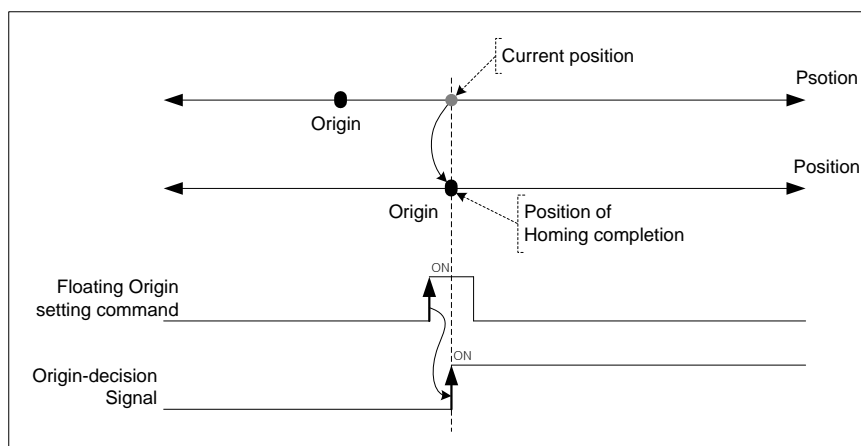 Current position
Psotion
Origin
Position
Origin
Position of
Homing completion
ON
Floating Origin
setting command
ON
Origin-decision
Signal